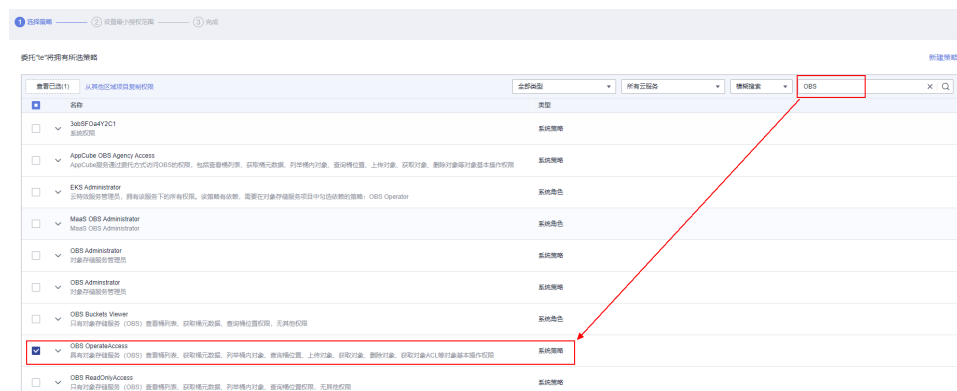 1 选择策略
2 设置最小授权范围
3 完成
委托"te"将拥有所选策略
新建策略
查看已选(1) 从其他区域项目复制权限 全部类型 所有云服务 模糊搜索 OBS
名称 类型
3obSFOa4Y2C1 系统策略
系统权限
AppCube OBS Agency Access 系统策略
AppCube服务通过委托方式访问OBS的权限，包括查看桶列表、获取桶元数据、列举桶内对象、查询桶位置、上传对象、获取对象、删除对象等对象基本操作权限
EKS Administrator 系统角色
云特效服务管理员，拥有该服务下的所有权限。该策略有依赖，需要在对象存储服务项目中勾选依赖的策略：OBS Operator
MaaS OBS Administrator 系统角色
MaaS OBS Administrator
OBS Administrator 系统策略
对象存储服务管理员
OBS Adminstrator 系统策略
对象存储服务管理员
OBS Buckets Viewer 系统角色
只有对象存储服务（OBS）查看桶列表、获取桶元数据、查询桶位置权限，无其他权限
OBS OperateAccess 系统策略
具有对象存储服务（OBS）查看桶列表、获取桶元数据、列举桶内对象、查询桶位置、上传对象、获取对象、删除对象、获取对象ACL等对象基本操作权限
OBS ReadOnlyAccess 系统策略
只有对象存储服务（OBS）查看桶列表、获取桶元数据、列举桶内对象、查询桶位置权限，无其他权限